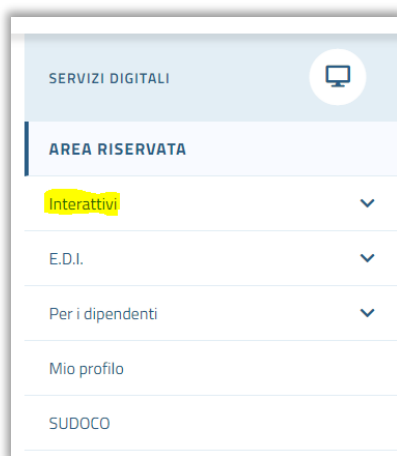 SERVIZI DIGITALI
AREA RISERVATA
Interattivi
E.D.I.
Per i dipendenti
Mio profilo
SUDOCO